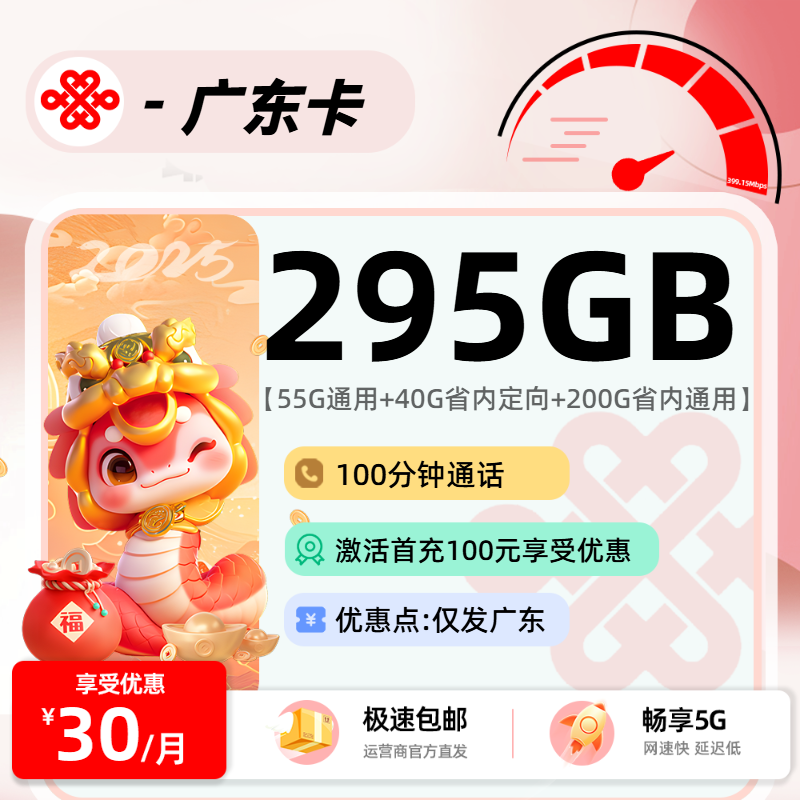 - 广东卡
399.15Mbps
2025
295GB
【55G通用+40G省内定向+200G省内通用】
100分钟通话
激活首充100元享受优惠
¥ 优惠点:仅发广东
福
享受优惠
¥30/月
极速包邮
运营商官方直发
畅享5G
网速快 延迟低